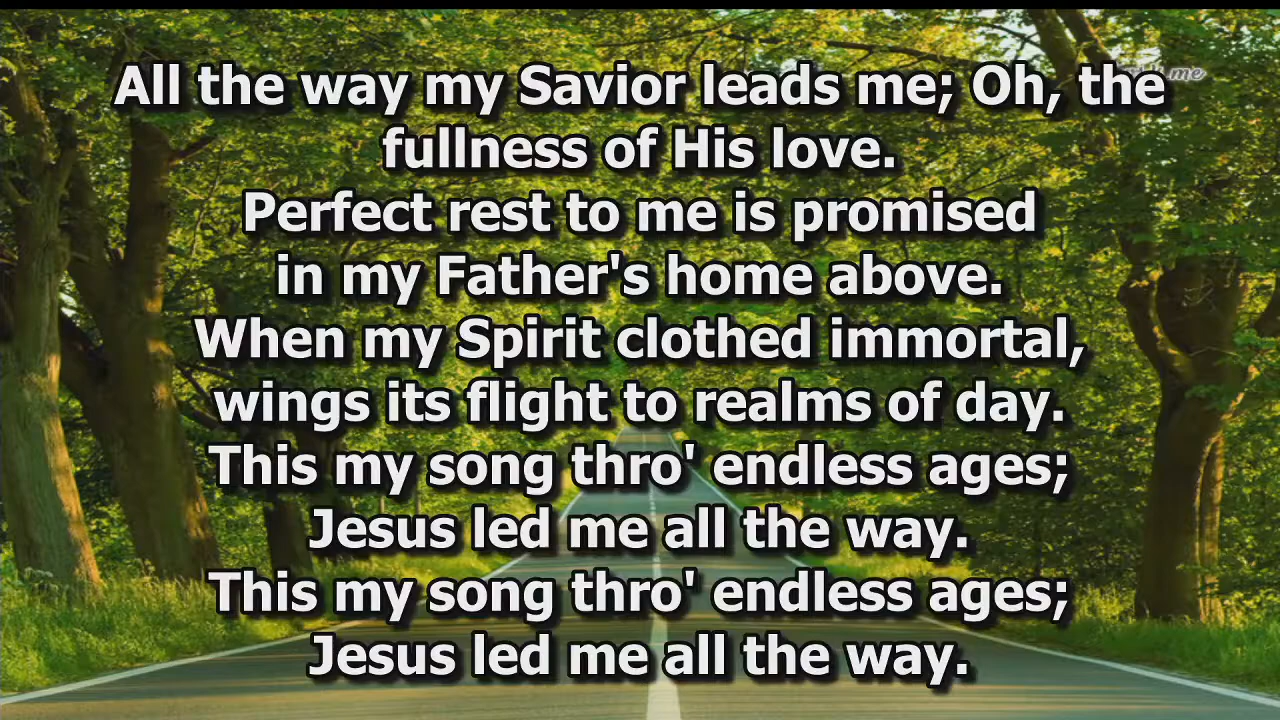 All the way my Savior leads me; Oh, the
fullness of His love.
Perfect rest to me is promised
in my Father's home above.
When my Spirit clothed immortal,
wings its flight to realms of day.
This my song thro' endless ages;
Jesus led me all the way.
This my song thro' endless ages;
Jesus led me all the way.